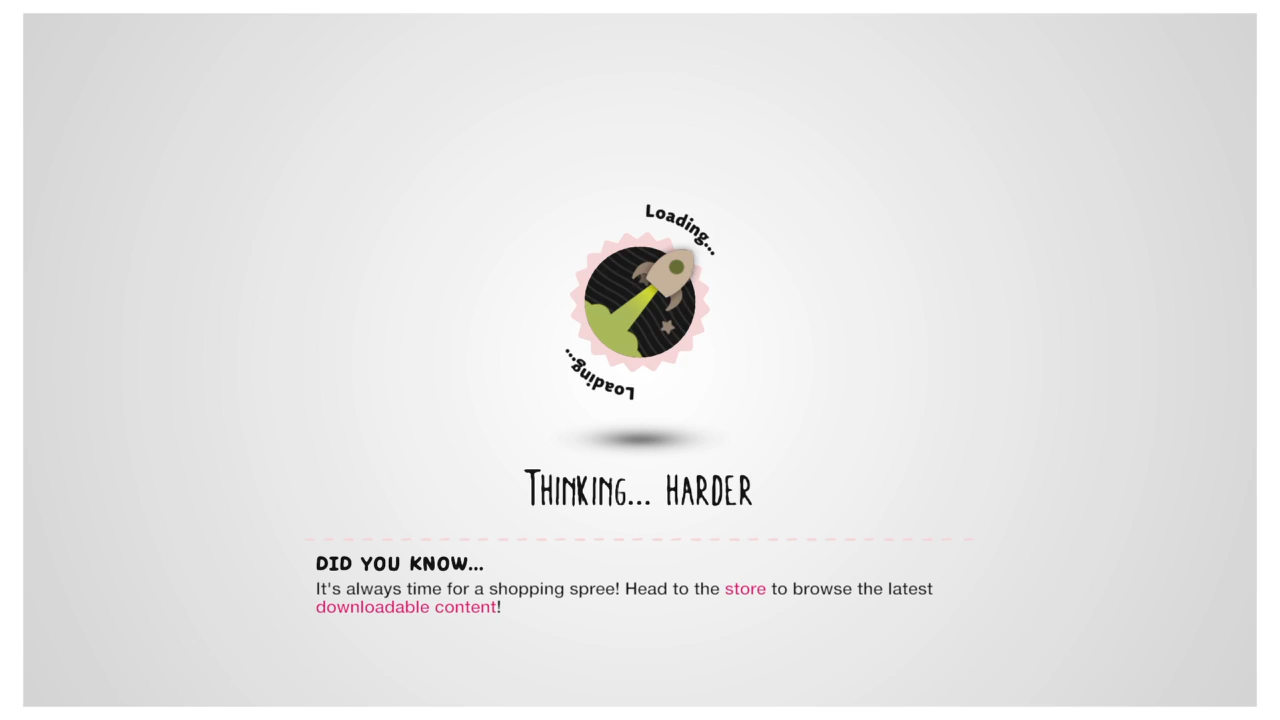 Loading...
Loading...
THINKING... HARDER
DID YOU KNOW...
It's always time for a shopping spree! Head to the store to browse the latest
downloadable content!